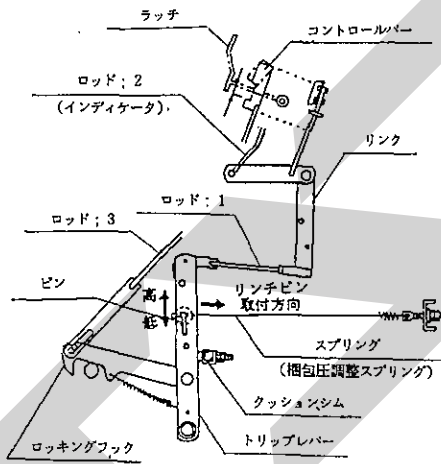 ラッチ
コントロールバー
ロッド;2
(インディケータ).
リンク
ロッド;1
ロッド;3
ピン
高
低
リンチピン
取付方向
スプリング
(梱包圧調整スプリング)
クッションシム
ロッキングフック
トリップレバー